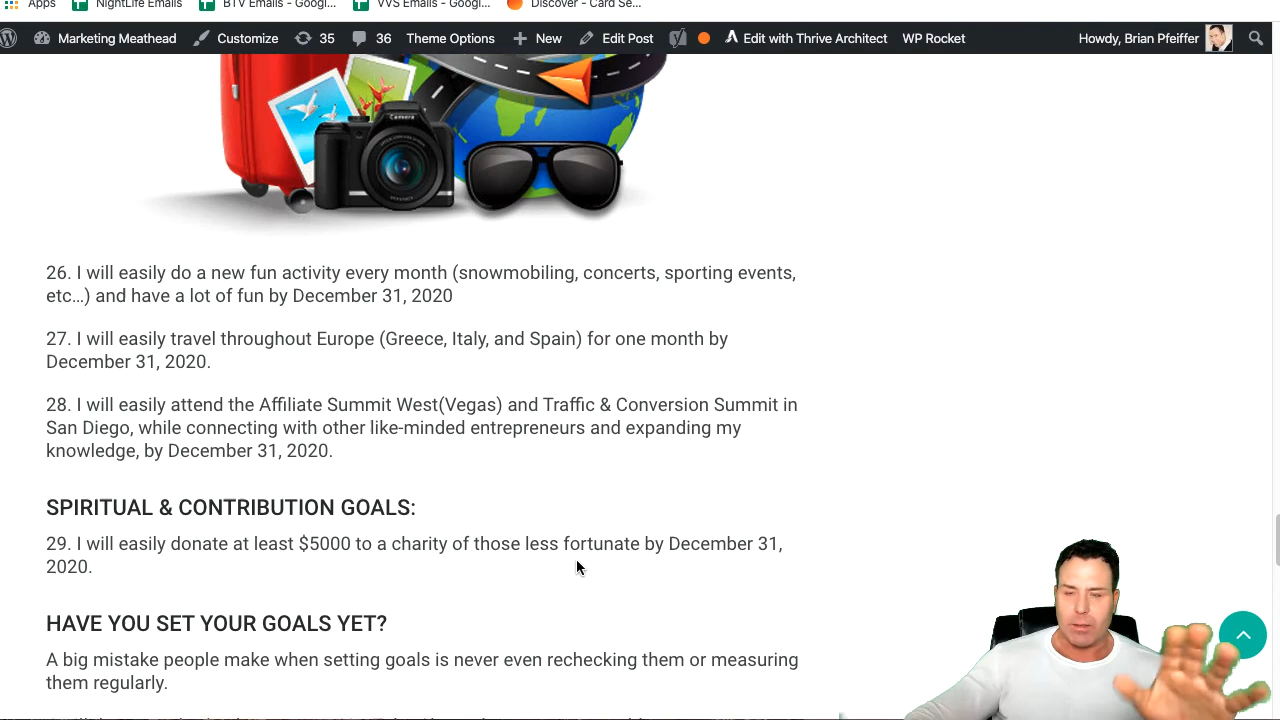 Apps NightLife Emails BTV Emails - Googl... VVS Emails - Googl... Discover - Card Se...
Marketing Meathead Customize 35 36 Theme Options New Edit Post Edit with Thrive Architect WP Rocket Howdy, Brian Pfeiffer
Camera
26. I will easily do a new fun activity every month (snowmobiling, concerts, sporting events,
etc...) and have a lot of fun by December 31, 2020
27. I will easily travel throughout Europe (Greece, Italy, and Spain) for one month by
December 31, 2020.
28. I will easily attend the Affiliate Summit West(Vegas) and Traffic & Conversion Summit in
San Diego, while connecting with other like-minded entrepreneurs and expanding my
knowledge, by December 31, 2020.
SPIRITUAL & CONTRIBUTION GOALS:
29. I will easily donate at least $5000 to a charity of those less fortunate by December 31,
2020.
HAVE YOU SET YOUR GOALS YET?
A big mistake people make when setting goals is never even rechecking them or measuring
them regularly.